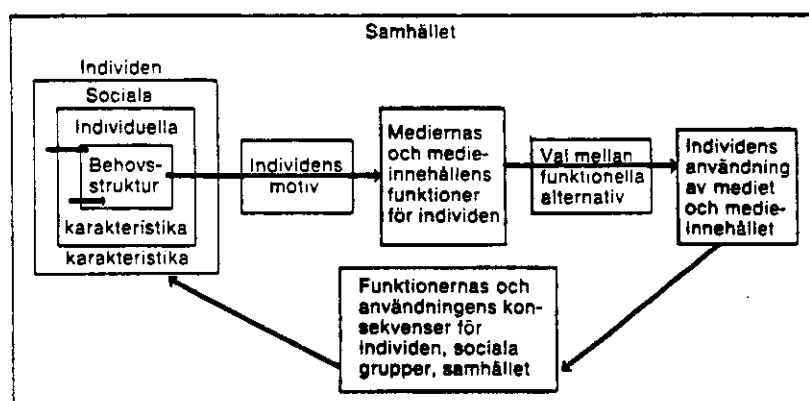 Samhället
Individen
Sociala
Individuella
Behovs-
struktur
karakteristika
karakteristika
Individens
motiv
Mediernas
och medie-
innehållens
funktioner
för individen
Val mellan
funktionella
alternativ
Individens
användning
av mediet
och medie-
innehållet
Funktionernas och
användningens kon-
sekvenser för
individen, sociala
grupper, samhället